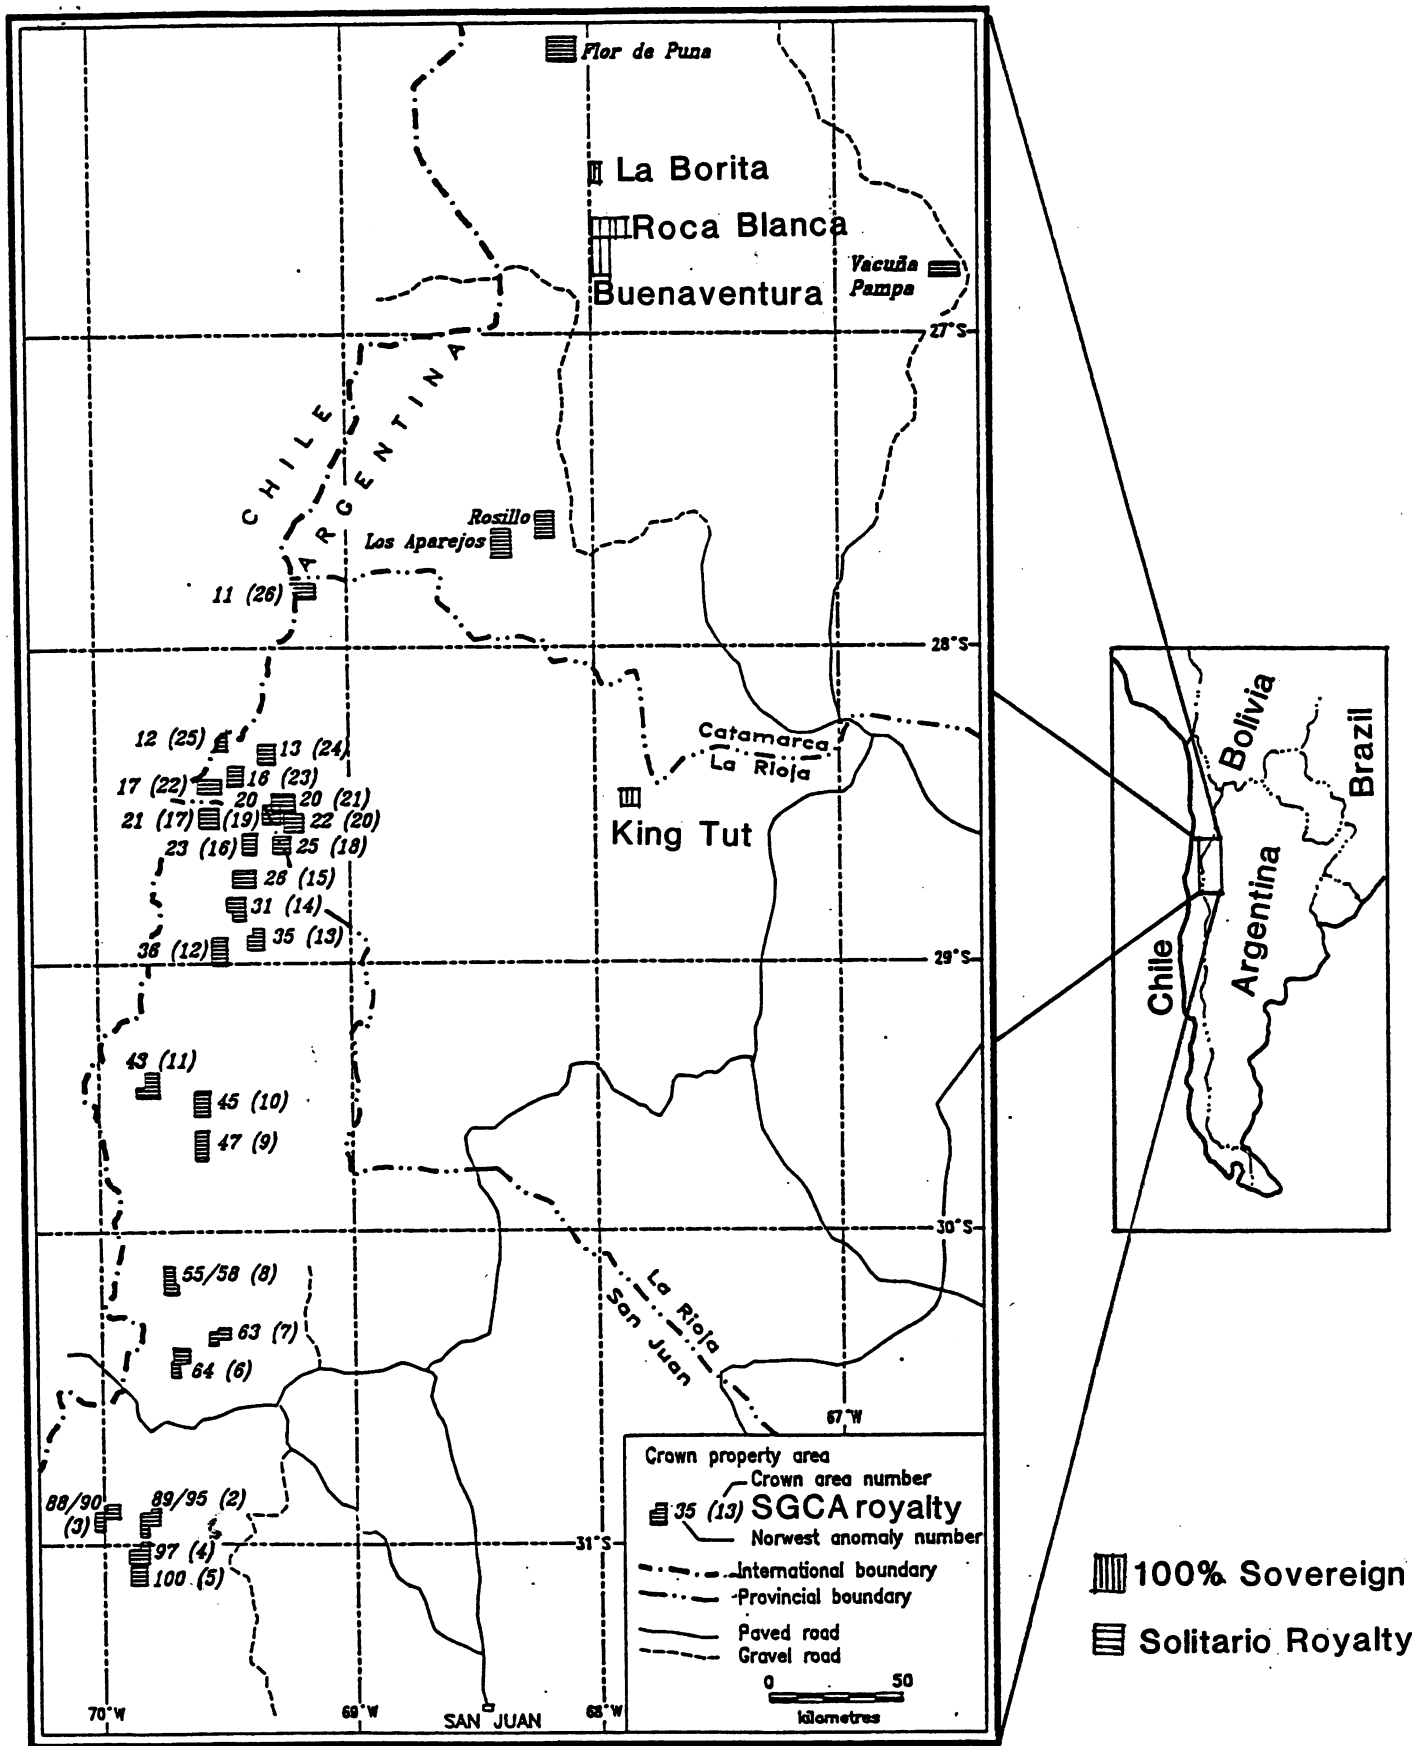 Flor de Puna
La Borita
Roca Blanca
Vacuña
Pampa
Buenaventura
27°S
CHILE
ARGENTINA
Rosillo
Los Aparejos
11 (26)
28°S
12 (25)
13 (24)
Catamarca
La Rioja
17 (22)
18 (23)
20
20 (21)
21 (17)
(19)
22 (20)
King Tut
23 (16)
25 (18)
28 (15)
31 (14)
35 (13)
36 (12)
29°S
43 (11)
45 (10)
47 (9)
30°S
55/58 (8)
La Rioja
San Juan
63 (7)
64 (6)
67°W
88/90
(3)
89/95 (2)
97 (4)
100 (5)
31°S
70°W
69°W
SAN JUAN
68°W
Crown property area
Crown area number
35 (13) SGCA royalty
Norwest anomaly number
International boundary
Provincial boundary
Paved road
Gravel road
0 50
kilometres
Bolivia
Brazil
Argentina
Chile
100% Sovereign
Solitario Royalty